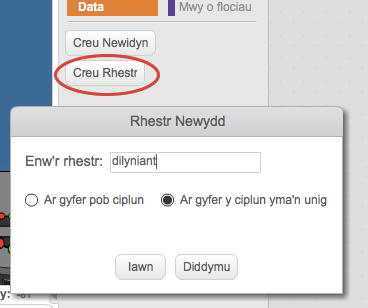 Data
Mwy o flociau
Creu Newidyn
Creu Rhestr
Rhestr Newydd
Enw'r rhestr: dilyniant
Ar gyfer pob ciplun
Ar gyfer y ciplun yma'n unig
Iawn
Diddymu
y: